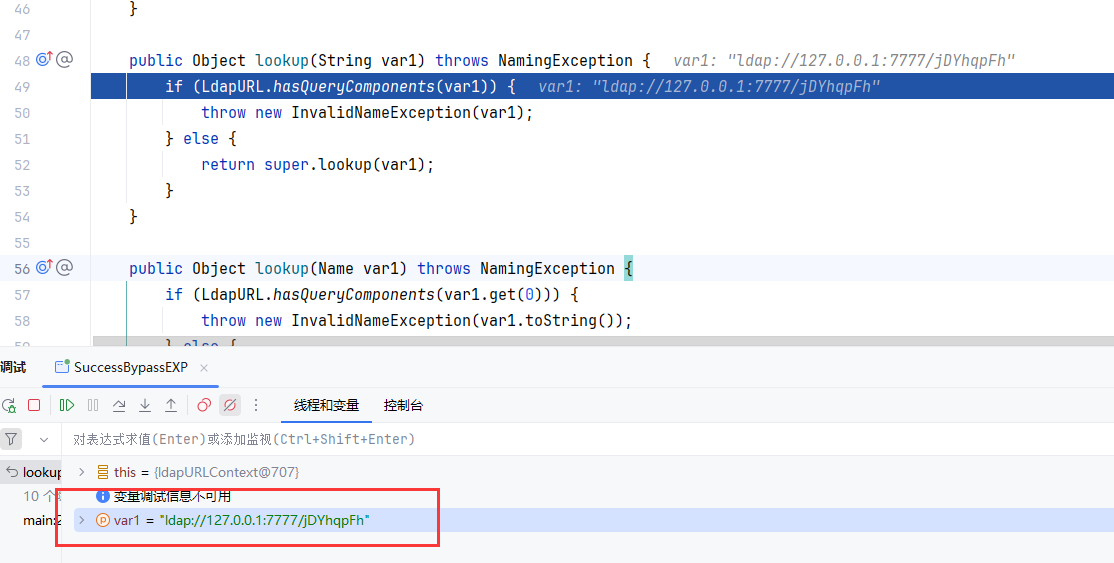 46 }
47
48 public Object lookup(String var1) throws NamingException { var1: "ldap://127.0.0.1:7777/jDYhqpFh"
49 if (LdapURL.hasQueryComponents(var1)) { var1: "ldap://127.0.0.1:7777/jDYhqpFh"
50 throw new InvalidNameException(var1);
51 } else {
52 return super.lookup(var1);
53 }
54 }
55
56 public Object lookup(Name var1) throws NamingException {
57 if (LdapURL.hasQueryComponents(var1.get(0))) {
58 throw new InvalidNameException(var1.toString());
59 } else {
调试 SuccessBypassEXP ×
线程和变量 控制台
对表达式求值(Enter)或添加监视(Ctrl+Shift+Enter)
lookup this = {ldapURLContext@707}
10 个 变量调试信息不可用
main:2 var1 = "ldap://127.0.0.1:7777/jDYhqpFh"